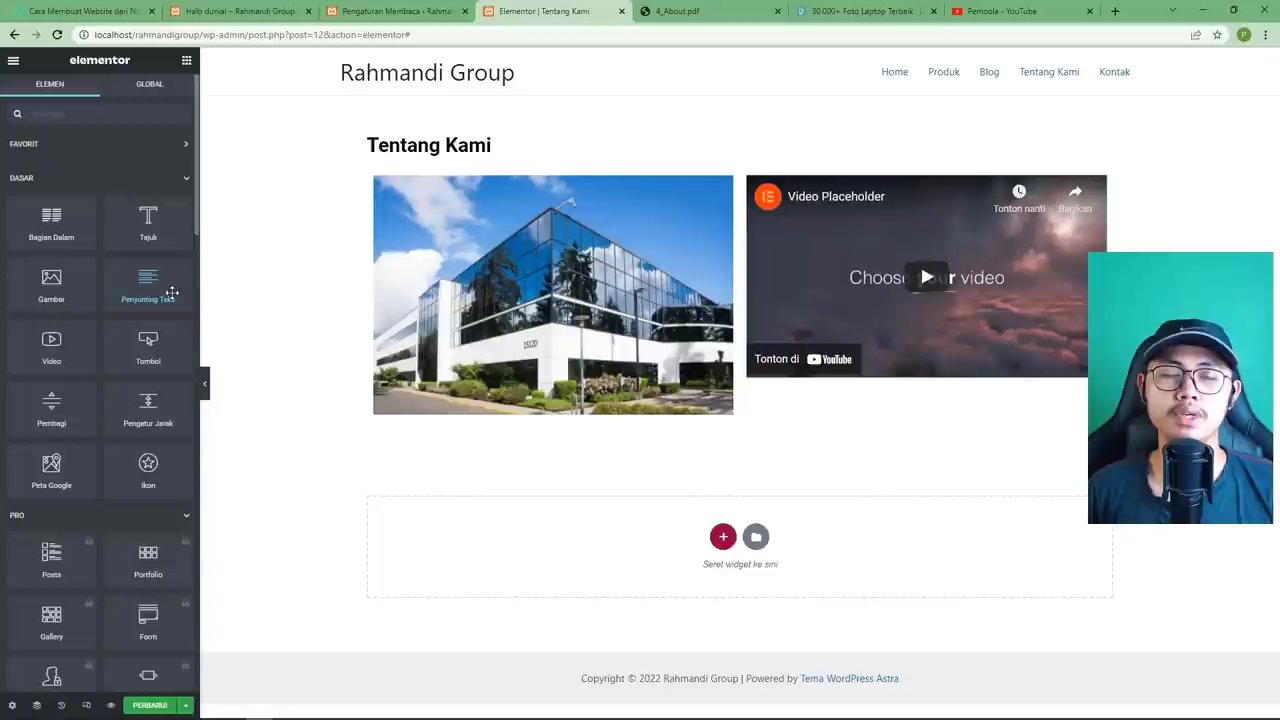 Cara Membuat Website dari No
Halo dunia! - Rahmandi Group
Pengaturan Membaca - Rahmandi
Elementor | Tentang Kami
4_About.pdf
30.000+ Foto Laptop Terbaik ·
Pemoola - YouTube
localhost/rahmandigroup/wp-admin/post.php?post=12&action=elementor#
P
elementor
ELEMEN
GLOBAL
FAVORIT
DASAR
Bagian Dalam
Tajuk
Gambar
Penyunting Teks
Video
Tombol
Pembagi
Pengatur Jarak
Peta Google
Ikon
PRO
Posts
Portfolio
Gallery
Form
PERBARUI
Rahmandi Group
Home
Produk
Blog
Tentang Kami
Kontak
Tentang Kami
15120
Video Placeholder
Tonton nanti
Bagikan
Choose your video
Tonton di YouTube
Seret widget ke sini
Copyright © 2022 Rahmandi Group | Powered by Tema WordPress Astra